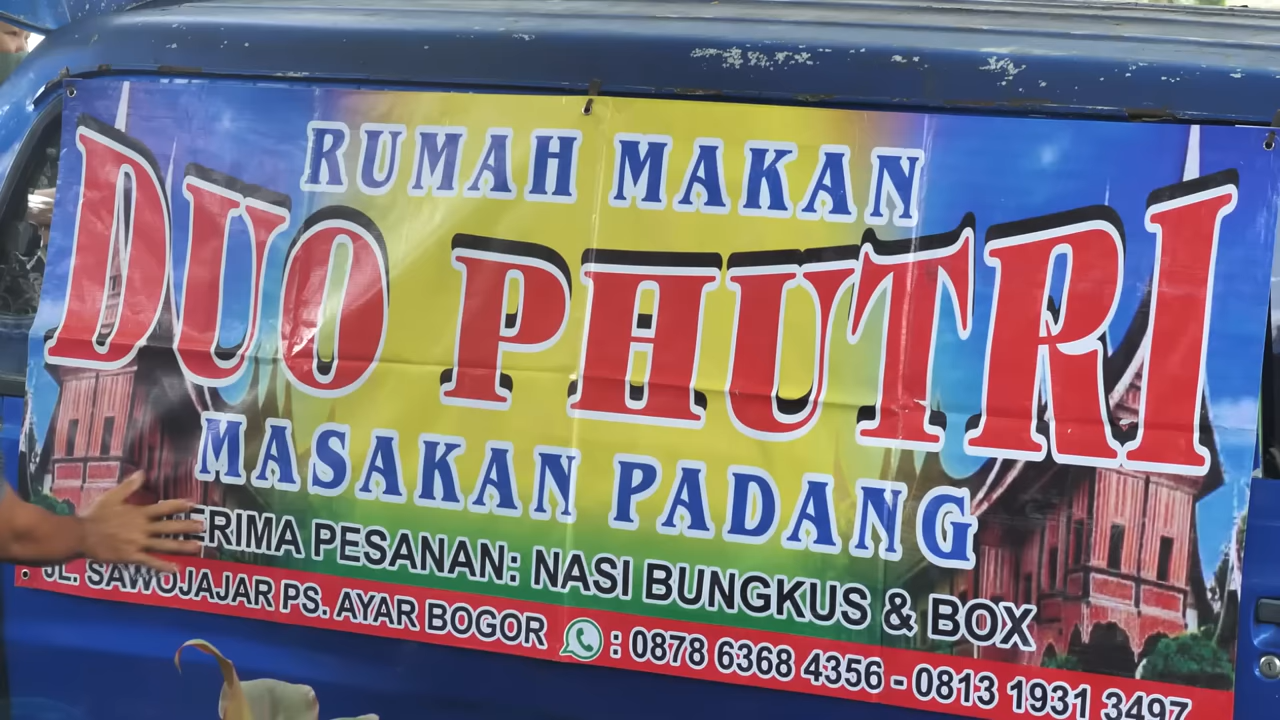 RUMAH MAKAN
DUO PHUTRI
MASAKAN PADANG
ERIMA PESANAN: NASI BUNGKUS & BOX
JL. SAWOJAJAR PS. AYAR BOGOR : 0878 6368 4356 - 0813 1931 3497